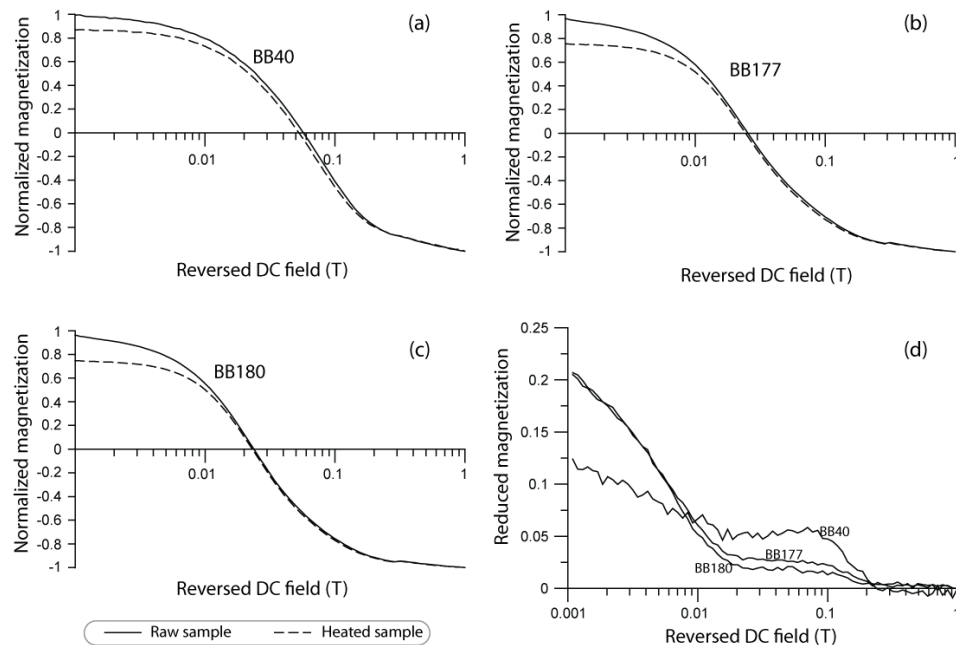 (a)
BB40
Normalized magnetization
1
0.8
0.6
0.4
0.2
0
-0.2
-0.4
-0.6
-0.8
-1
0.01
0.1
1
Reversed DC field (T)
(b)
BB177
Normalized magnetization
1
0.8
0.6
0.4
0.2
0
-0.2
-0.4
-0.6
-0.8
-1
0.01
0.1
1
Reversed DC field (T)
(c)
BB180
Normalized magnetization
1
0.8
0.6
0.4
0.2
0
-0.2
-0.4
-0.6
-0.8
-1
0.01
0.1
1
Reversed DC field (T)
Raw sample
Heated sample
(d)
Reduced magnetization
0.25
0.2
0.15
0.1
0.05
0
BB40
BB177
BB180
0.001
0.01
0.1
1
Reversed DC field (T)